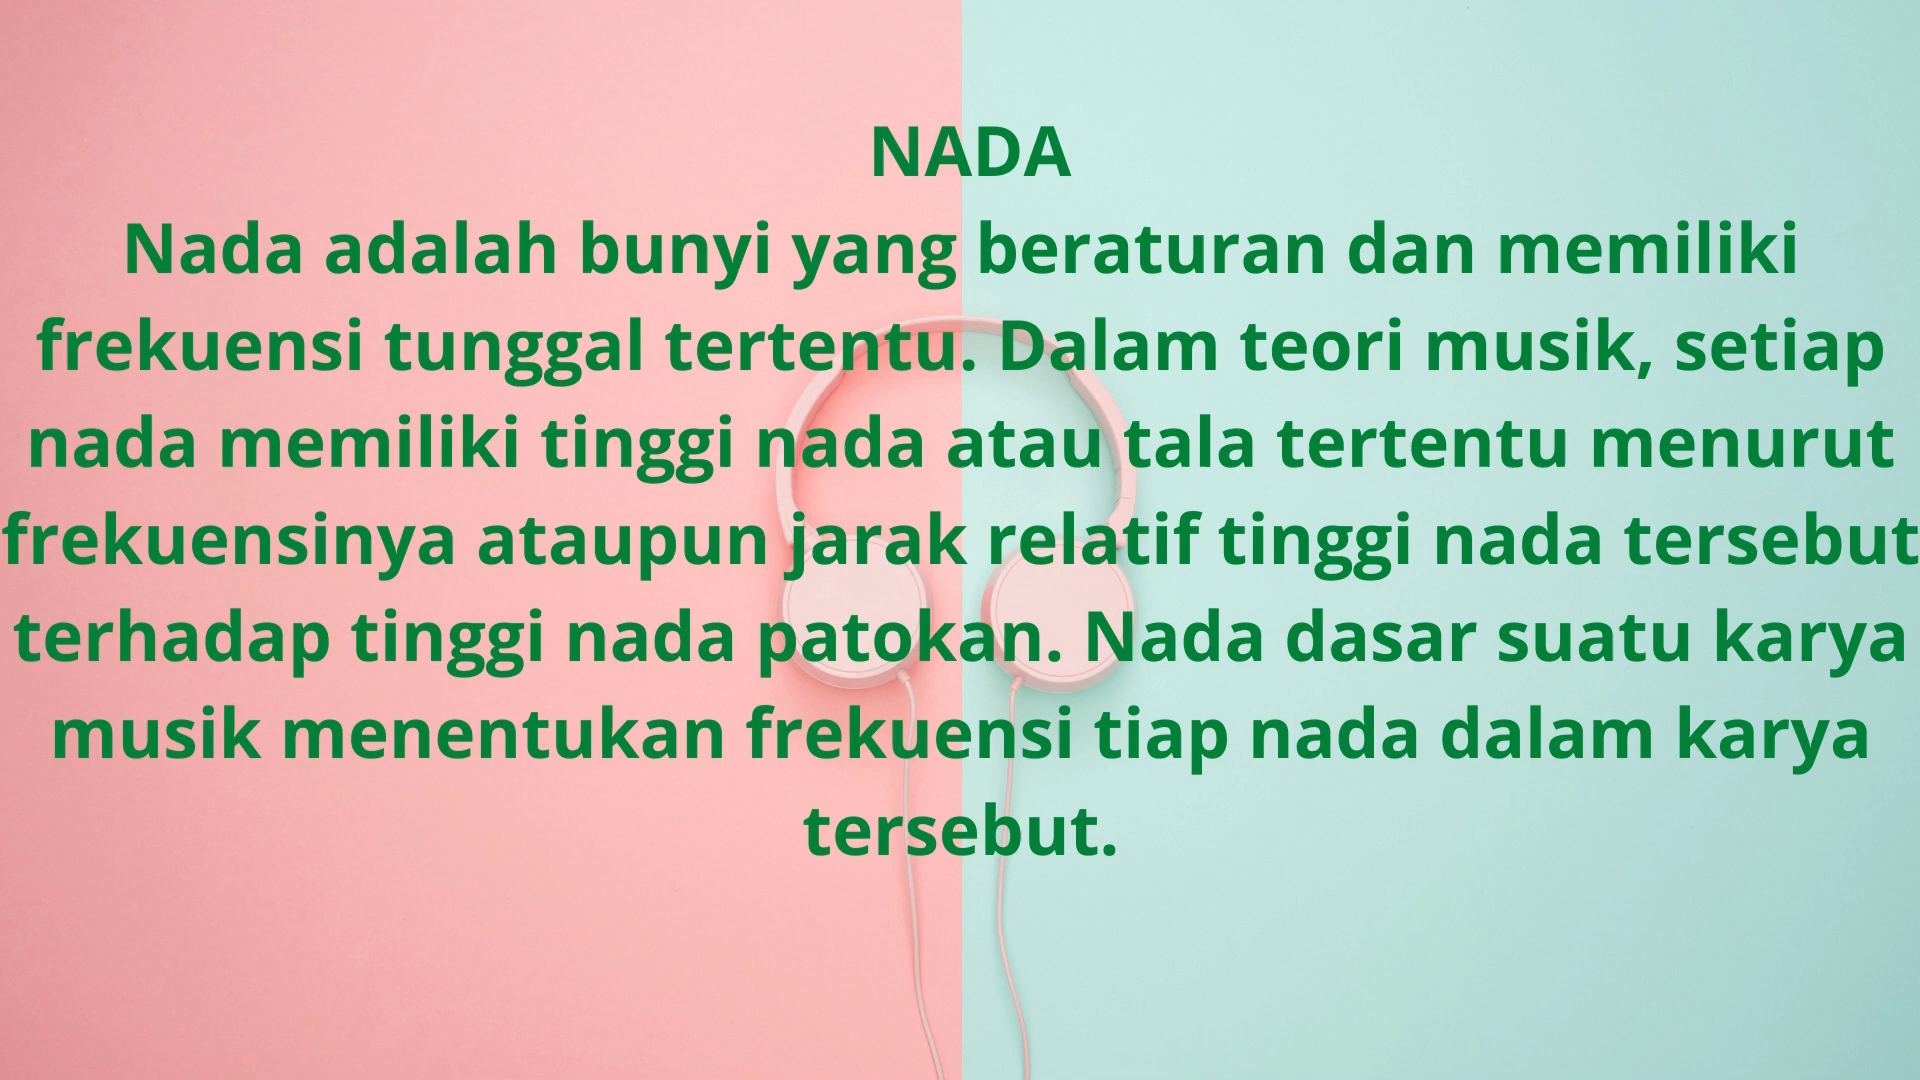 NADA
Nada adalah bunyi yang beraturan dan memiliki
frekuensi tunggal tertentu. Dalam teori musik, setiap
nada memiliki tinggi nada atau tala tertentu menurut
frekuensinya ataupun jarak relatif tinggi nada tersebut
terhadap tinggi nada patokan. Nada dasar suatu karya
musik menentukan frekuensi tiap nada dalam karya
tersebut.